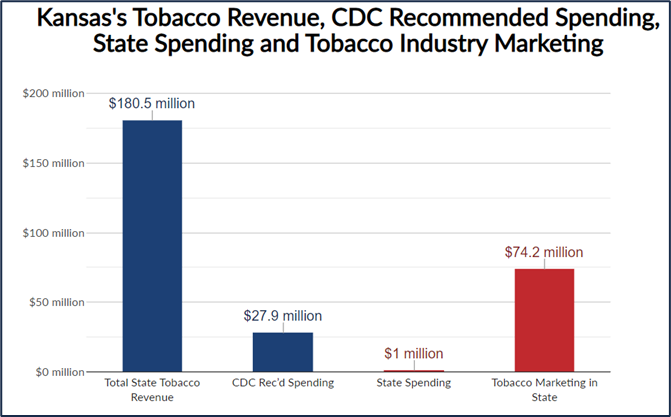 Kansas's Tobacco Revenue, CDC Recommended Spending,
State Spending and Tobacco Industry Marketing
$200 million
$180.5 million
$150 million
$100 million
$74.2 million
$50 million
$27.9 million
$1 million
$0 million
Total State Tobacco
Revenue
CDC Rec'd Spending
State Spending
Tobacco Marketing in
State